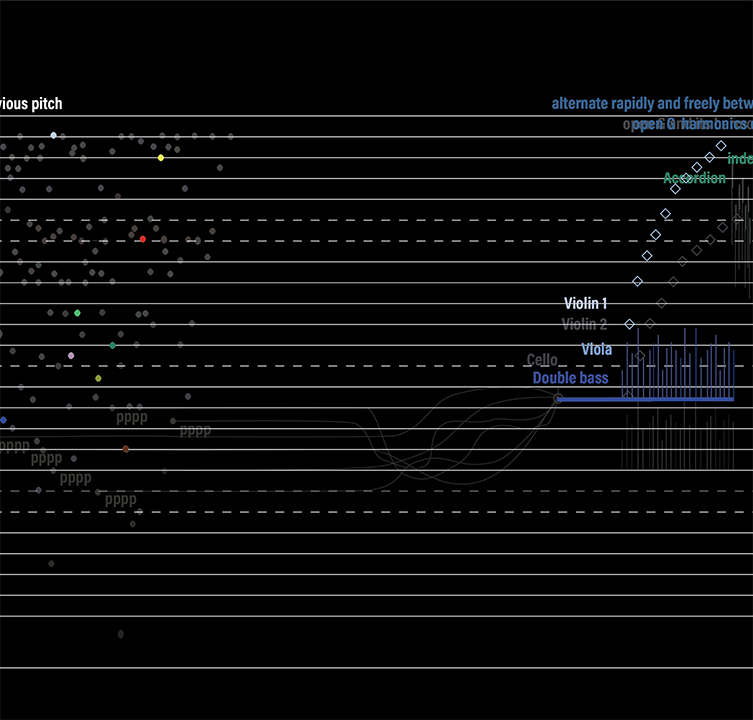 vious pitch
alternate rapidly and freely betw
open G harmonics
inde
Accordion
Violin 1
Violin 2
Viola
Cello
Double bass
pppp
pppp
pppp
pppp
pppp
pppp